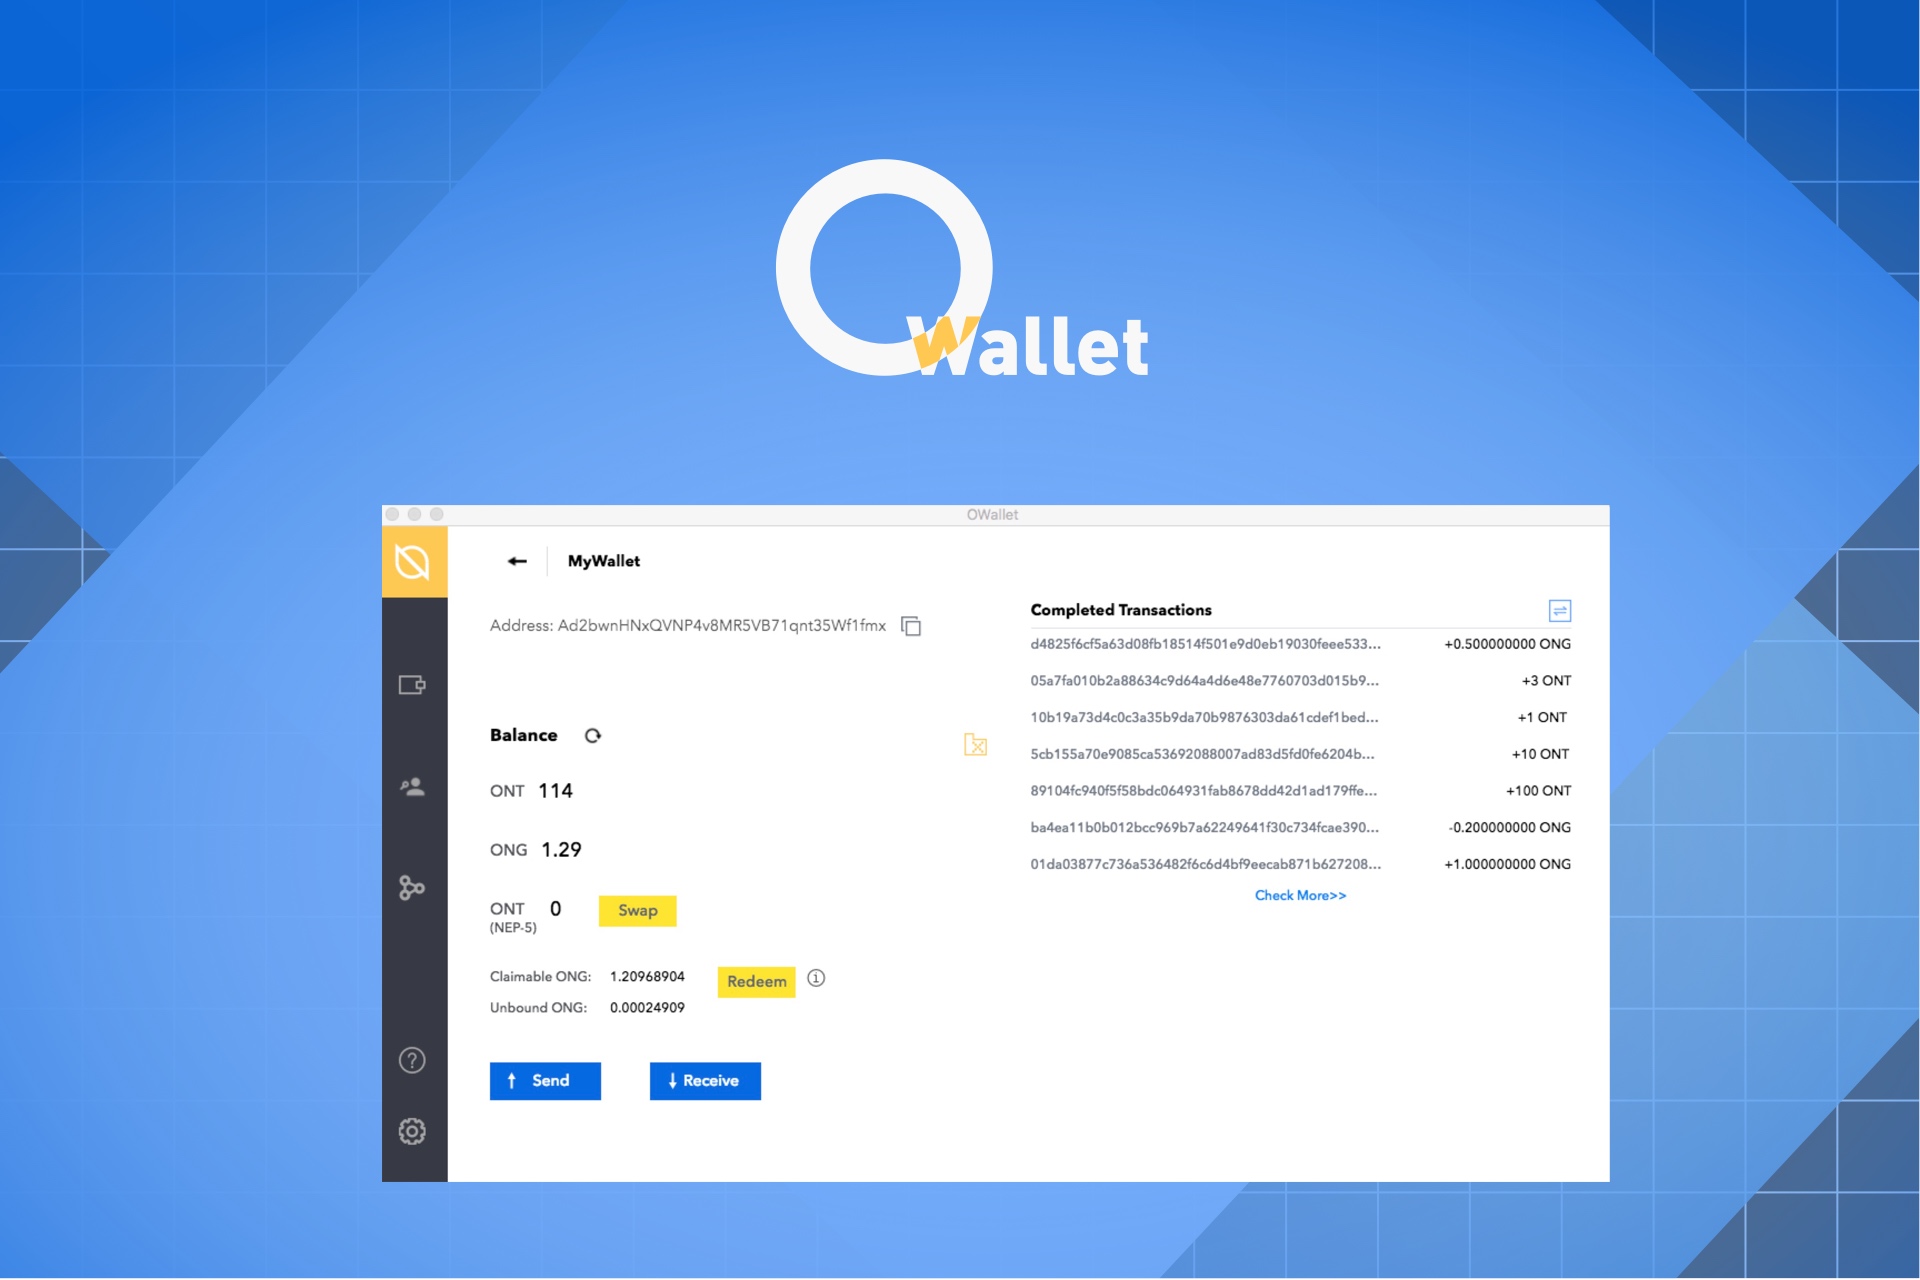 OWallet
OWallet
MyWallet
Address: Ad2bwnHNxQVNP4v8MR5VB71qnt35Wf1fmx
Balance
ONT 114
ONG 1.29
ONT 0 Swap
(NEP-5)
Claimable ONG: 1.20968904 Redeem
Unbound ONG: 0.00024909
Send Receive
Completed Transactions
d4825f6cf5a63d08fb18514f501e9d0eb19030feee533... +0.500000000 ONG
05a7fa010b2a88634c9d64a4d6e48e7760703d015b9... +3 ONT
10b19a73d4c0c3a35b9da70b9876303da61cdef1bed... +1 ONT
5cb155a70e9085ca53692088007ad83d5fd0fe6204b... +10 ONT
89104fc940f5f58bdc064931fab8678dd42d1ad179ffe... +100 ONT
ba4ea11b0b012bcc969b7a62249641f30c734fcae390... -0.200000000 ONG
01da03877c736a536482f6c6d4bf9eecab871b627208... +1.000000000 ONG
Check More>>